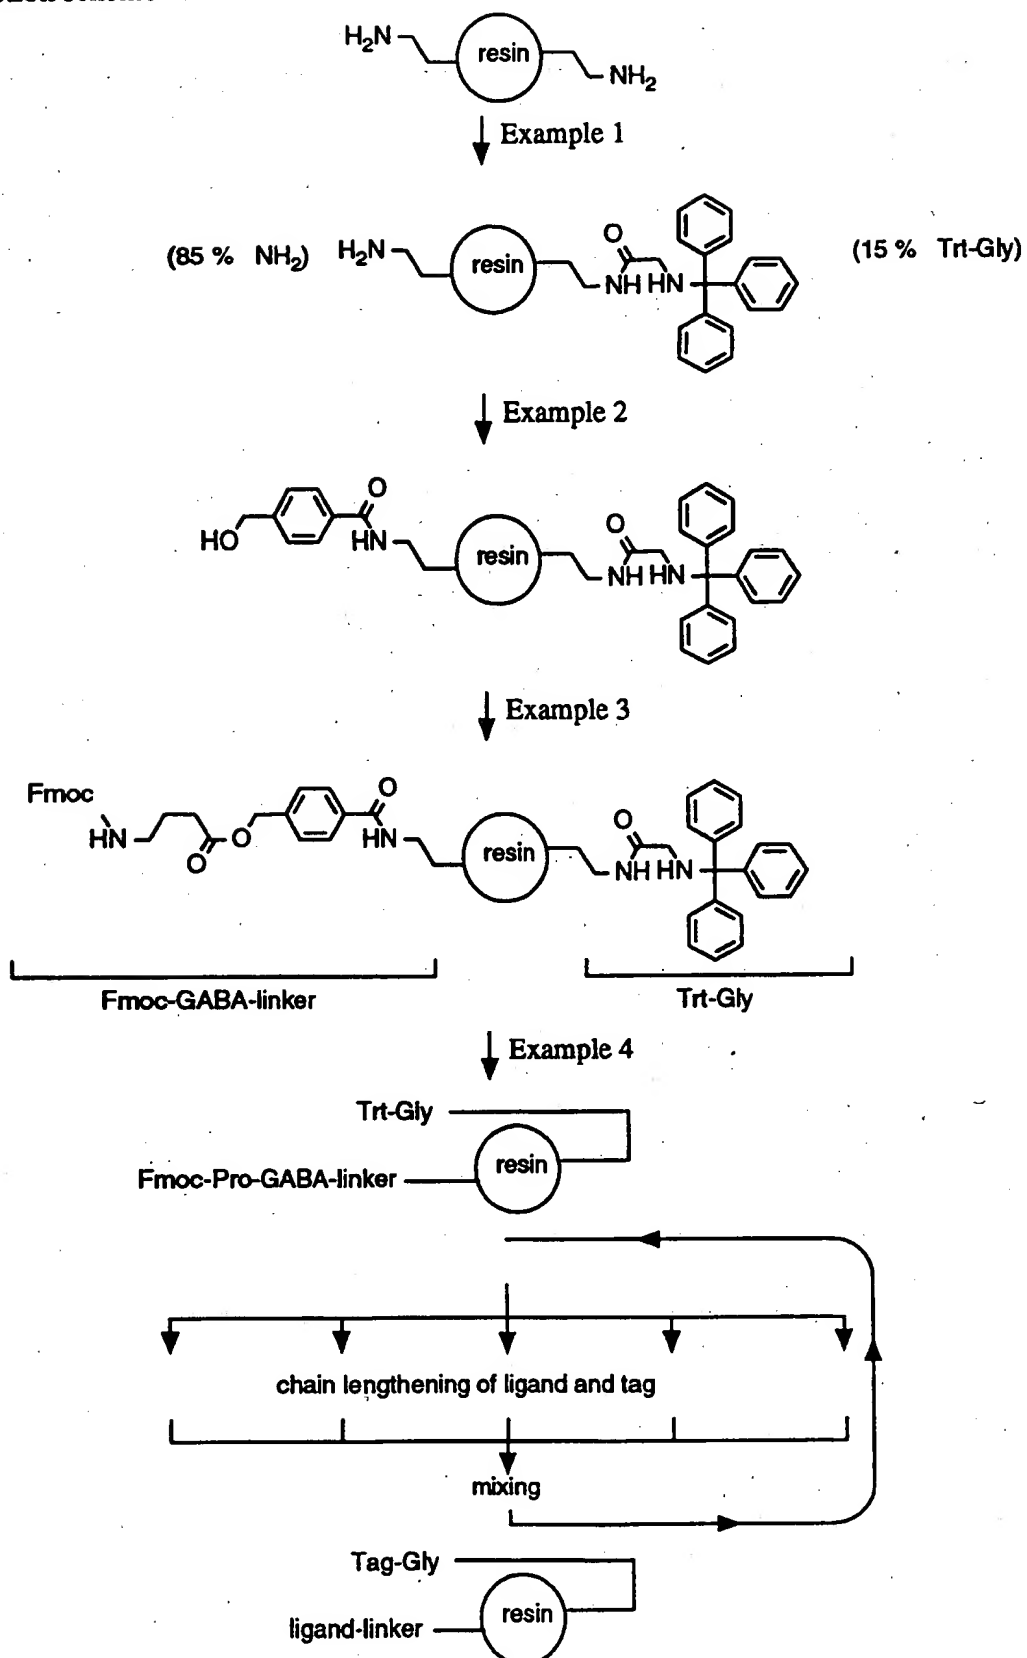 H₂N
resin
NH₂
Example 1
(85 % NH₂) H₂N resin O NH HN (15 % Trt-Gly)
Example 2
O
HO HN resin O NH HN
Example 3
Fmoc O
HN O O HN resin O NH HN
Fmoc-GABA-linker Trt-Gly
Example 4
Trt-Gly
resin
Fmoc-Pro-GABA-linker
chain lengthening of ligand and tag
mixing
Tag-Gly
resin
ligand-linker